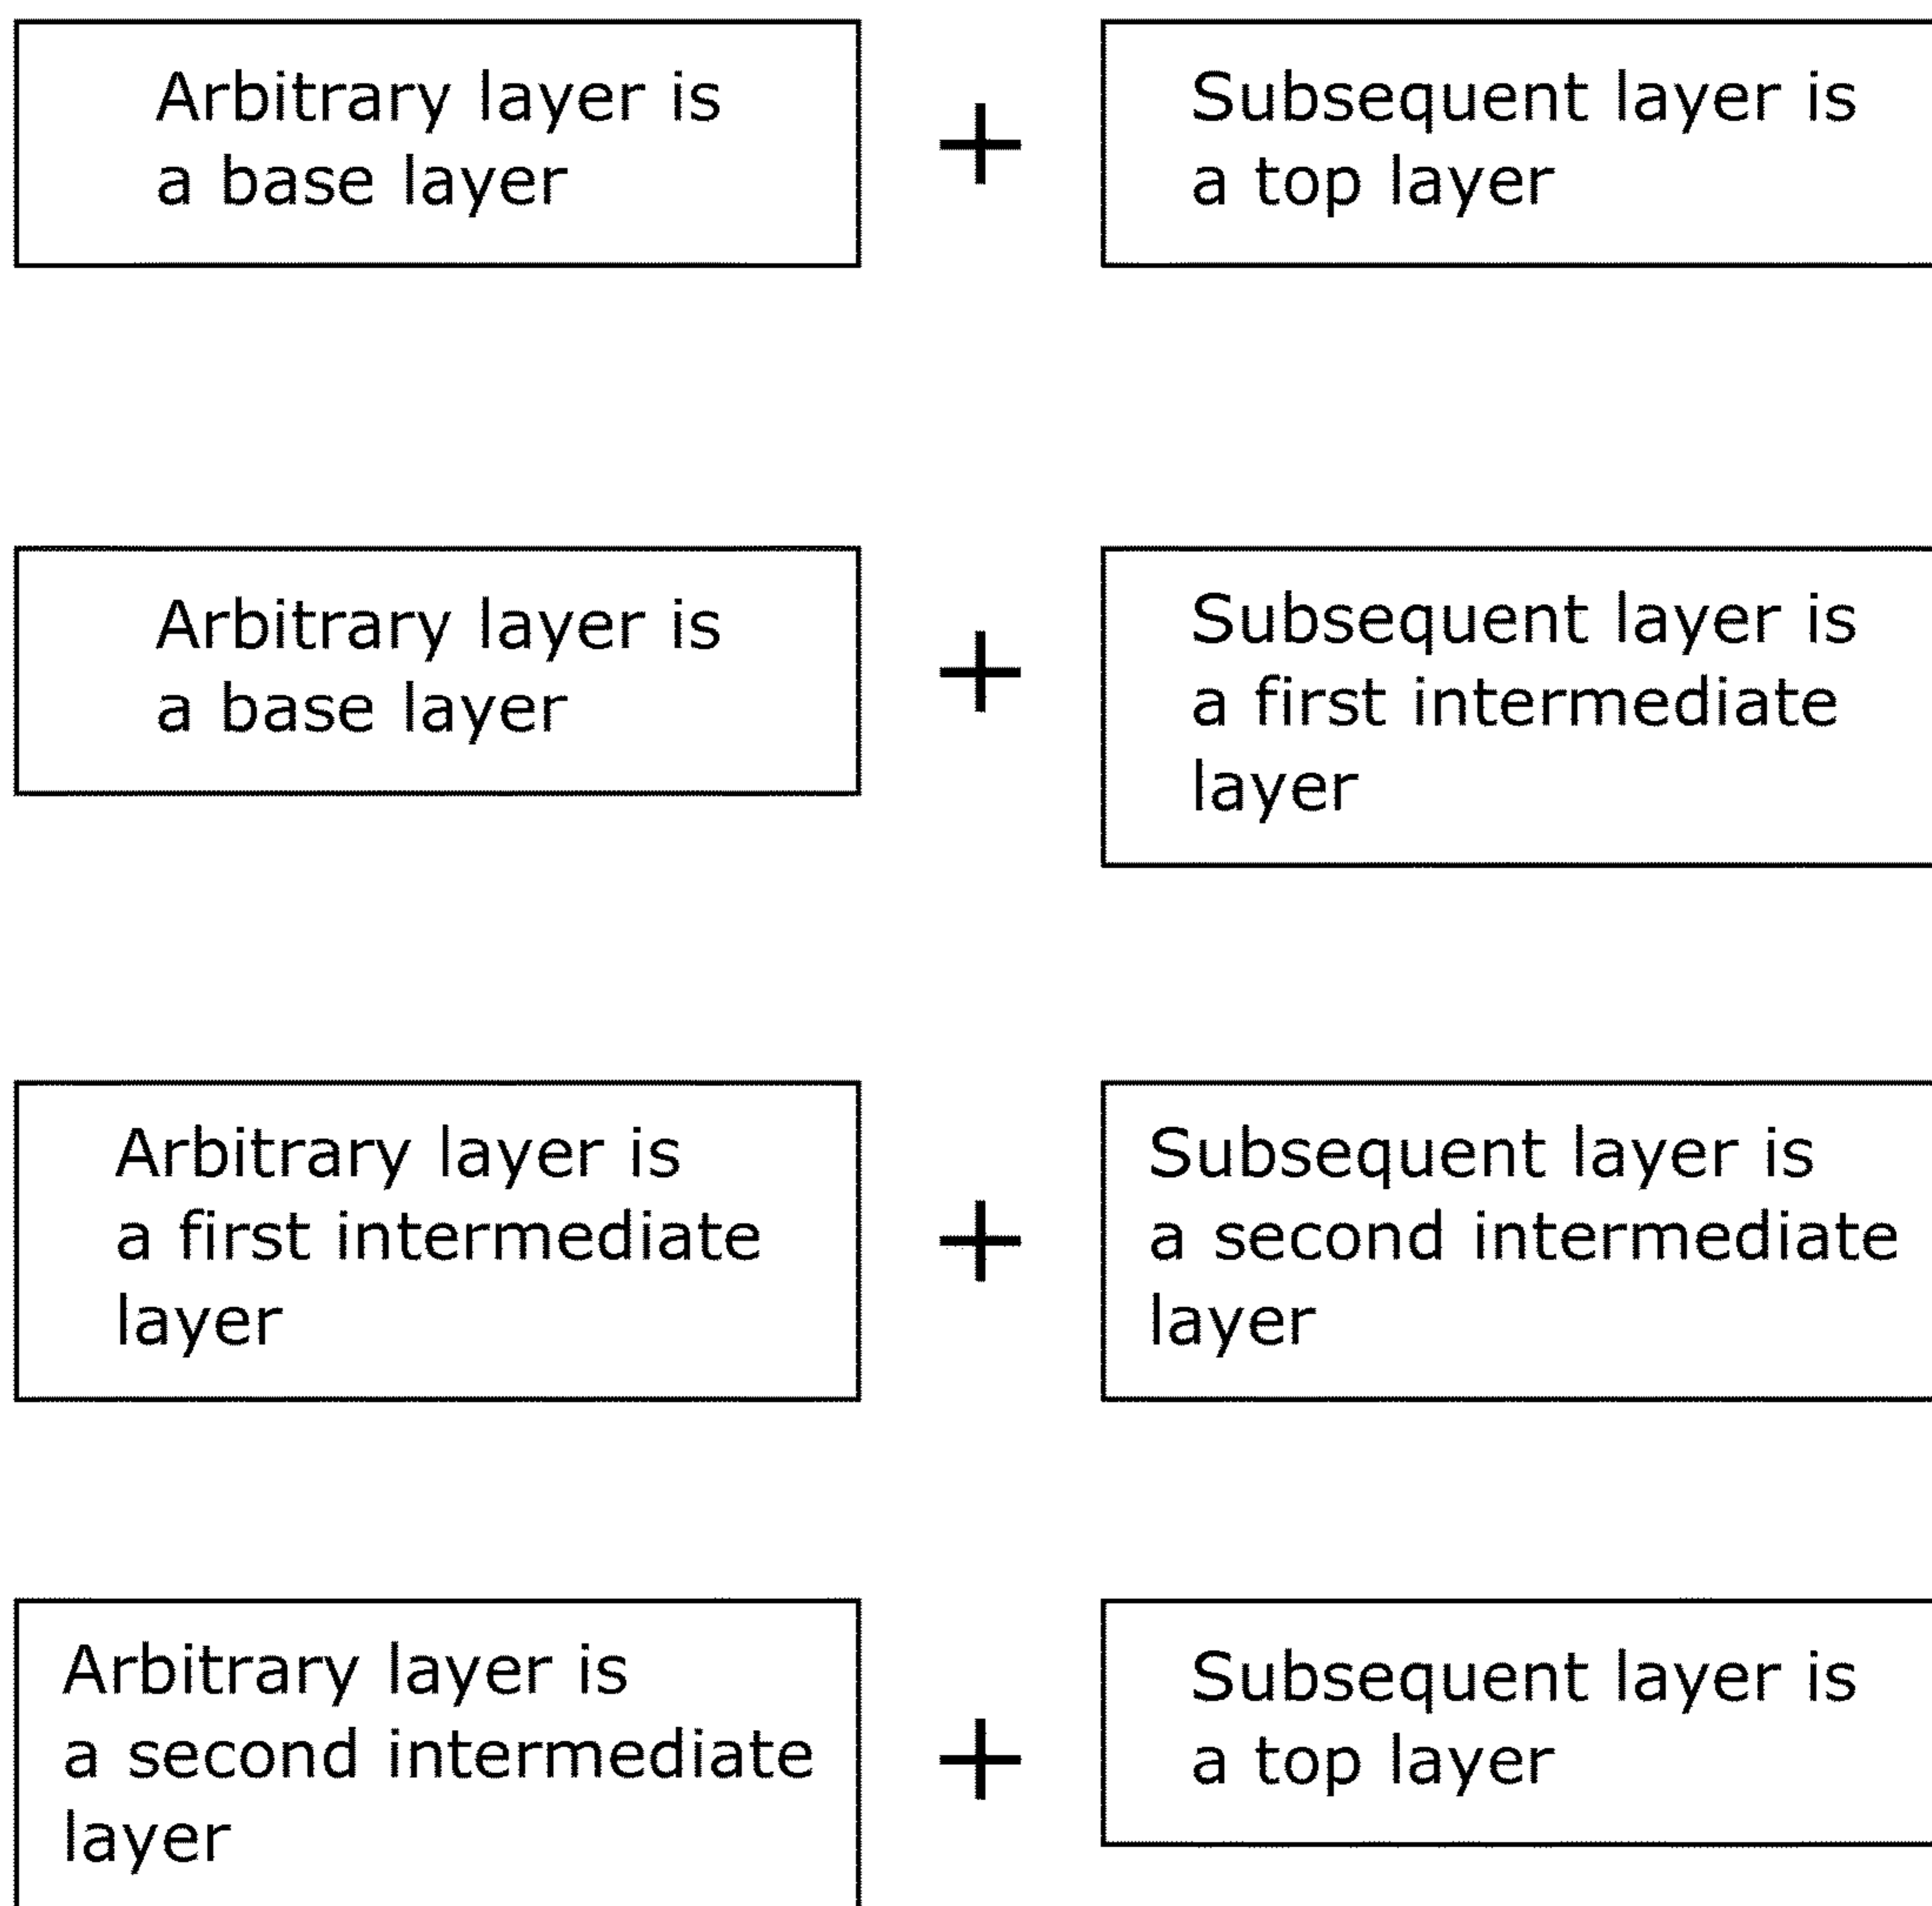 Arbitrary layer is
a base layer
+
Subsequent layer is
a top layer
Arbitrary layer is
a base layer
+
Subsequent layer is
a first intermediate
layer
Arbitrary layer is
a first intermediate
layer
+
Subsequent layer is
a second intermediate
layer
Arbitrary layer is
a second intermediate
layer
+
Subsequent layer is
a top layer